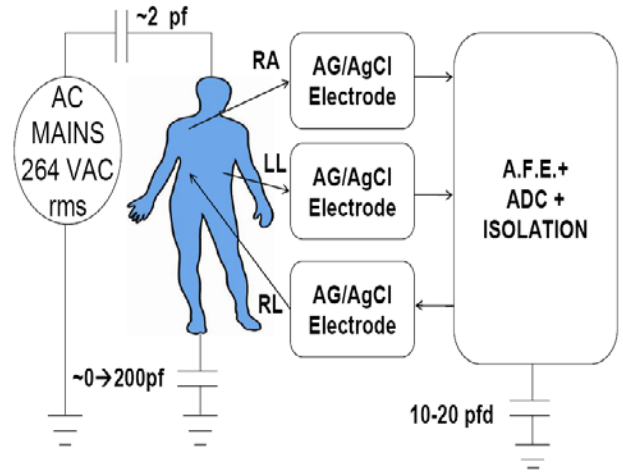 ~2 pf
AC
MAINS
264 VAC
rms
RA
AG/AgCl
Electrode
LL
AG/AgCl
Electrode
RL
AG/AgCl
Electrode
A.F.E.+
ADC +
ISOLATION
~0→200pf
10-20 pfd